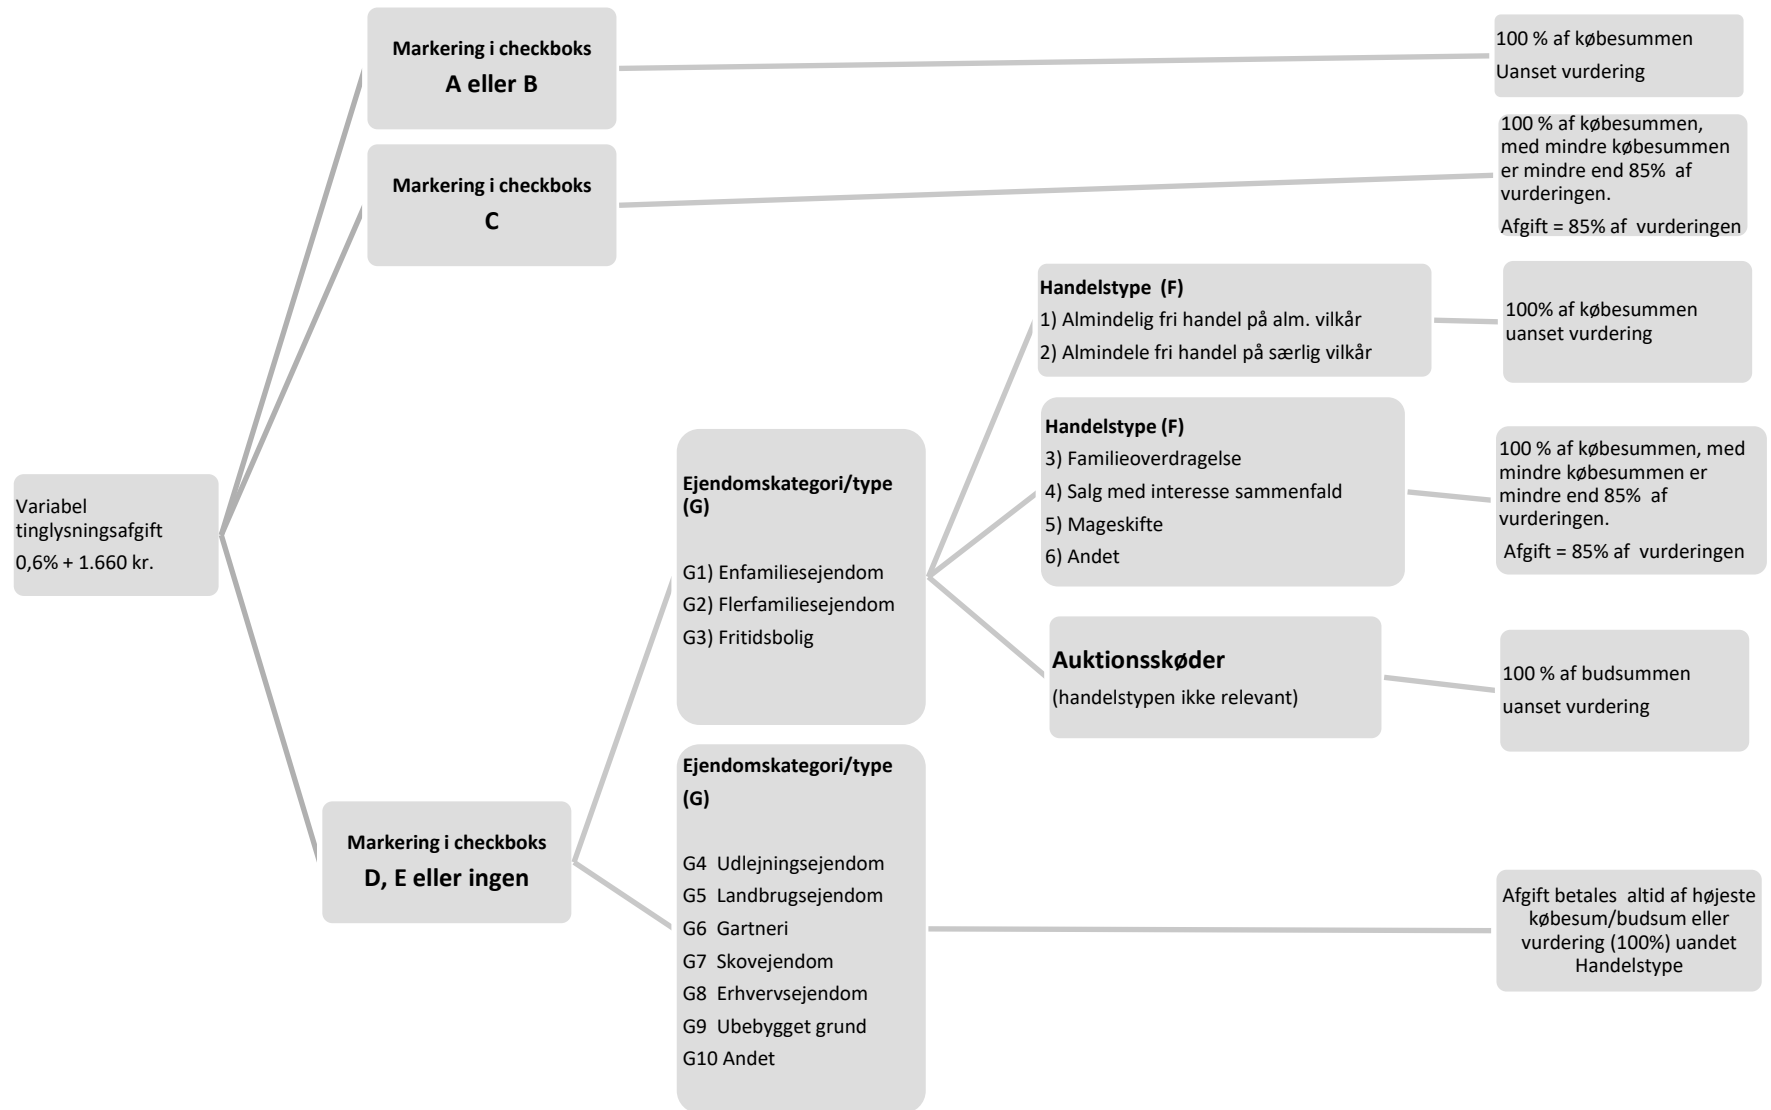 Variabel
tinglysningsafgift
0,6% + 1.660 kr.
Markering i checkboks
A eller B
100 % af købesummen
Uanset vurdering
Markering i checkboks
C
100 % af købesummen,
med mindre købesummen
er mindre end 85%  af
vurderingen.
Afgift = 85% af  vurderingen
Markering i checkboks
D, E eller ingen
Ejendomskategori/type
(G)
G1) Enfamiliesejendom
G2) Flerfamiliesejendom
G3) Fritidsbolig
Handelstype  (F)
1) Almindelig fri handel på alm. vilkår
2) Almindele fri handel på særlig vilkår
100% af købesummen
uanset vurdering
Handelstype (F)
3) Familieoverdragelse
4) Salg med interesse sammenfald
5) Mageskifte
6) Andet
100 % af købesummen, med
mindre købesummen er
mindre end 85%  af
vurderingen.
Afgift = 85% af  vurderingen
Auktionsskøder
(handelstypen ikke relevant)
100 % af budsummen
uanset vurdering
Ejendomskategori/type
(G)
G4  Udlejningsejendom
G5  Landbrugsejendom
G6  Gartneri
G7  Skovejendom
G8  Erhvervsejendom
G9  Ubebygget grund
G10 Andet
Afgift betales  altid af højeste
købesum/budsum eller
vurdering (100%) uandet
Handelstype